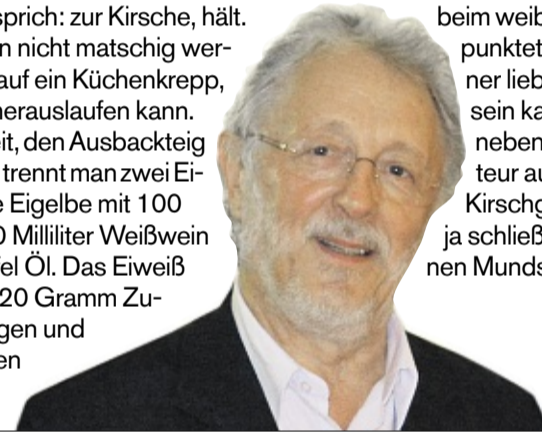 sprich: zur Kirsche, hält.
n nicht matschig wer-
auf ein Küchenkrepp,
herauslaufen kann.
it, den Ausbackteig
trennt man zwei Ei-
e Eigelbe mit 100
0 Milliliter Weißwein
el Öl. Das Eiweiß
20 Gramm Zu-
gen und
en
beim weib
punktet
ner lieb
sein ka
neben
teur au
Kirschg
ja schließ
nen Munds